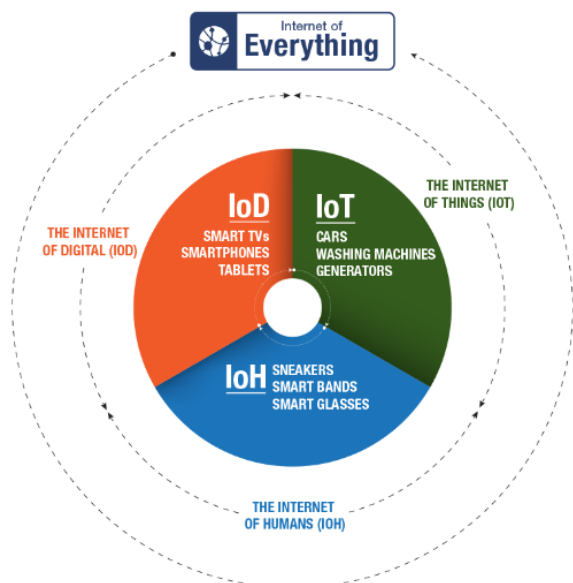 Internet of
Everything
IoD
SMART TVs
SMARTPHONES
TABLETS
IoT
CARS
WASHING MACHINES
GENERATORS
THE INTERNET
OF THINGS (IOT)
THE INTERNET
OF DIGITAL (IOD)
IoH
SNEAKERS
SMART BANDS
SMART GLASSES
THE INTERNET
OF HUMANS (IOH)